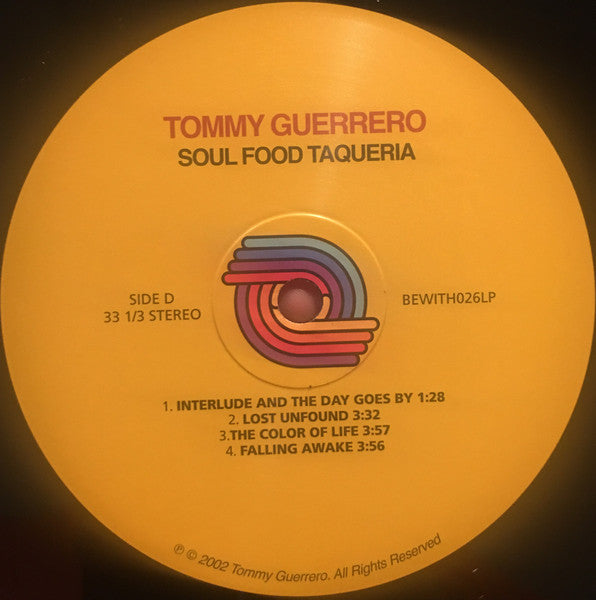 TOMMY GUERRERO
SOUL FOOD TAQUERIA
SIDE D
33 1/3 STEREO
BEWITH026LP
1. INTERLUDE AND THE DAY GOES BY 1:28
2. LOST UNFOUND 3:32
3.THE COLOR OF LIFE 3:57
4. FALLING AWAKE 3:56
℗ © 2002 Tommy Guerrero. All Rights Reserved